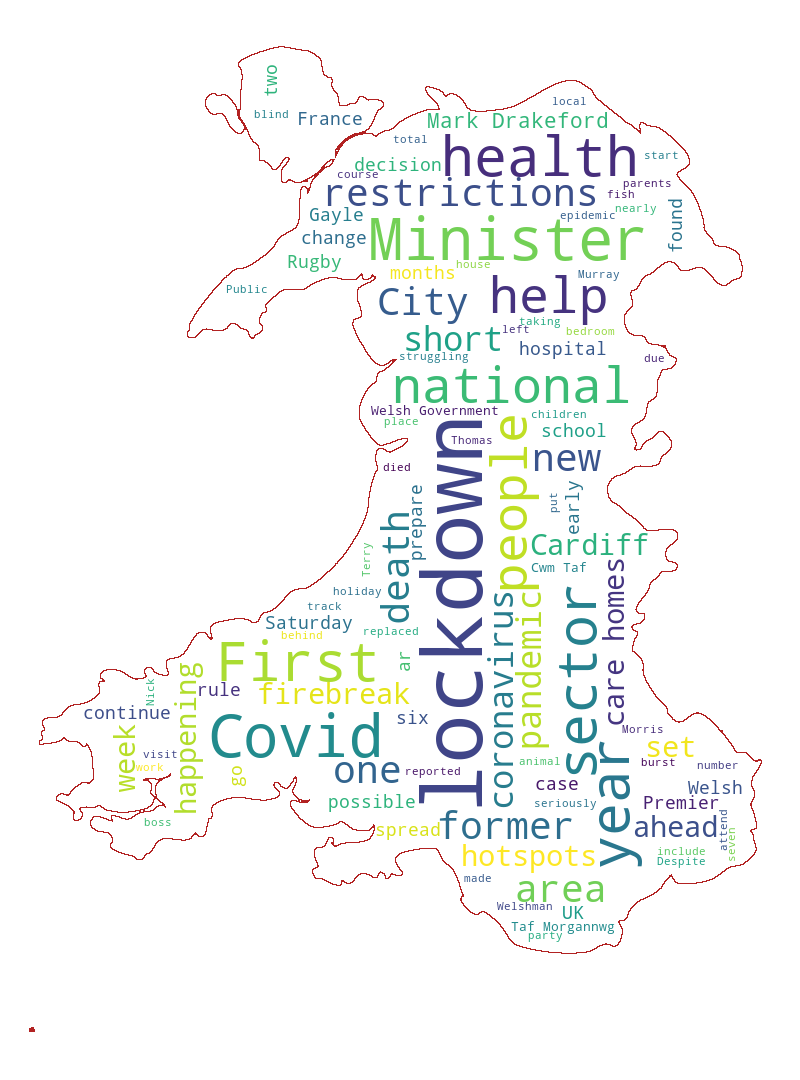 two
local
blind
France
Mark Drakeford
total
health
decision
start
course
restrictions
parents
fish
Gayle
epidemic
nearly
found
change
Minister
Rugby
months
house
Murray
Public
City
help
taking
short
left
bedroom
struggling
hospital
due
national
Welsh Government
children
place
Thomas
school
lockdown
people
new
died
prepare
put
early
death
Cardiff
Terry
Cwm Taf
holiday
coronavirus
pandemic
sector
care homes
track
Saturday
replaced
behind
First
ar
rule
firebreak
Nick
happening
continue
six
Morris
week
Covid
set
visit
work
go
one
reported
animal
burst
number
case
year
Welsh
possible
seriously
Premier
boss
spread
former
ahead
attend
seven
hotspots
include
Despite
made
area
Welshman
UK
Taf Morgannwg
party